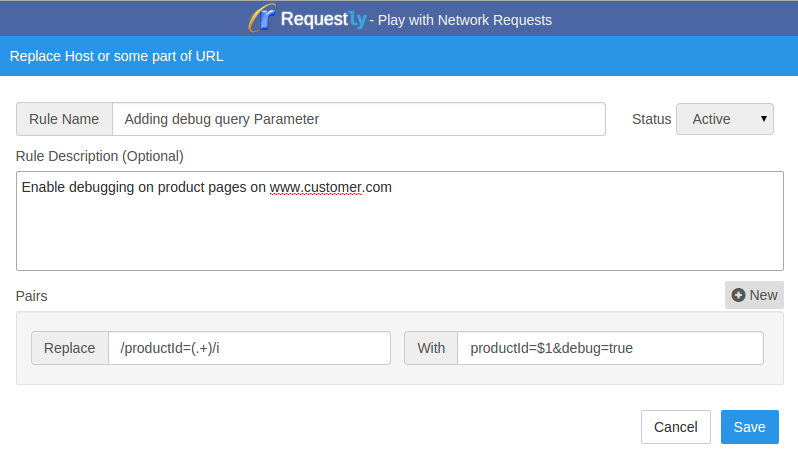 Requestly - Play with Network Requests
Replace Host or some part of URL
Rule Name Adding debug query Parameter Status Active
Rule Description (Optional)
Enable debugging on product pages on www.customer.com
Pairs New
Replace /productId=(.+)/i With productId=$1&debug=true
Cancel Save